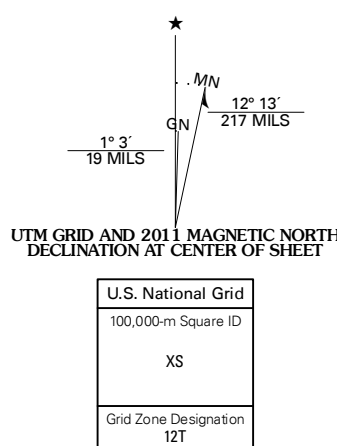 ★
MN
GN
12° 13´
217 MILS
1° 3´
19 MILS
UTM GRID AND 2011 MAGNETIC NORTH
DECLINATION AT CENTER OF SHEET
U.S. National Grid
100,000-m Square ID
XS
Grid Zone Designation
12T